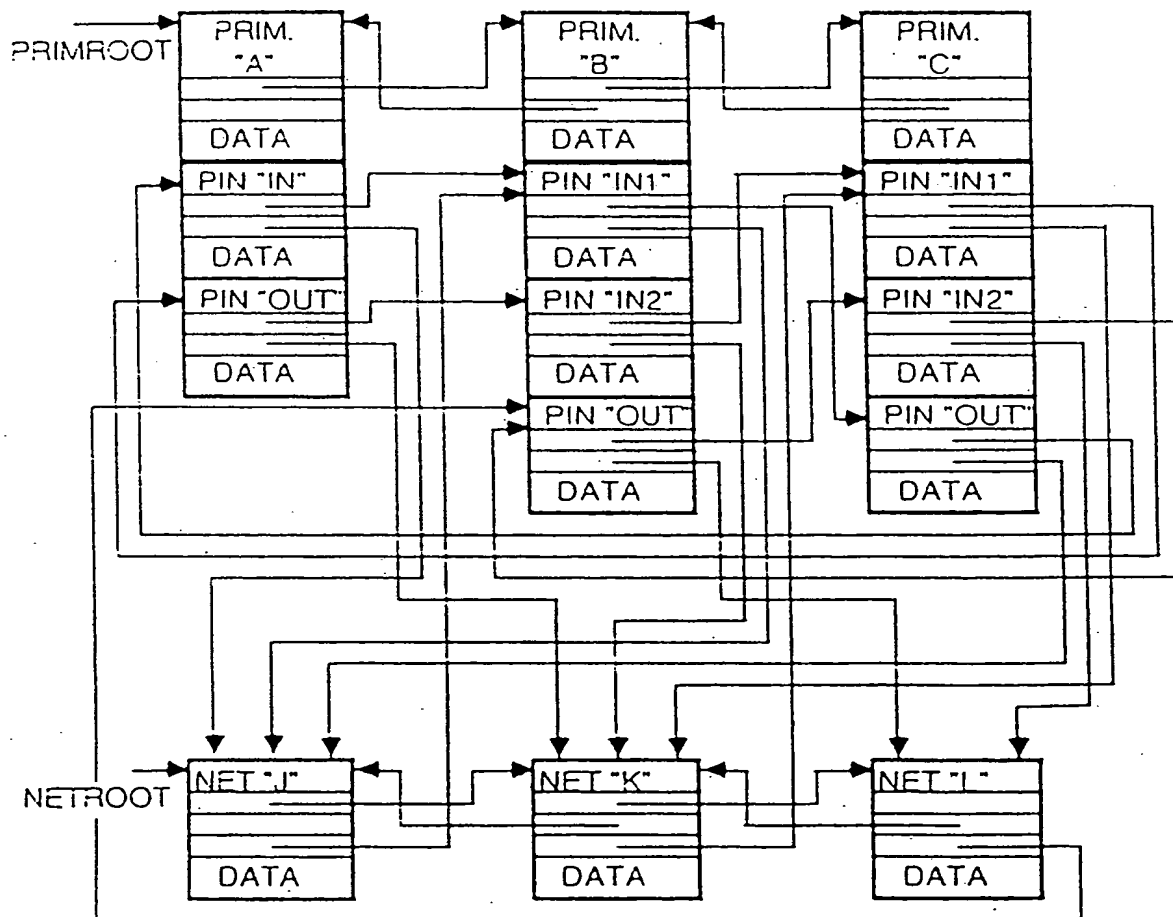 PRIMROOT
PRIM.
"A"
DATA
PIN "IN"
DATA
PIN "OUT"
DATA
PRIM.
"B"
DATA
PIN "IN1"
DATA
PIN "IN2"
DATA
PIN "OUT"
DATA
PRIM.
"C"
DATA
PIN "IN1"
DATA
PIN "IN2"
DATA
PIN "OUT"
DATA
NETROOT
NET "J"
DATA
NET "K"
DATA
NET "L"
DATA